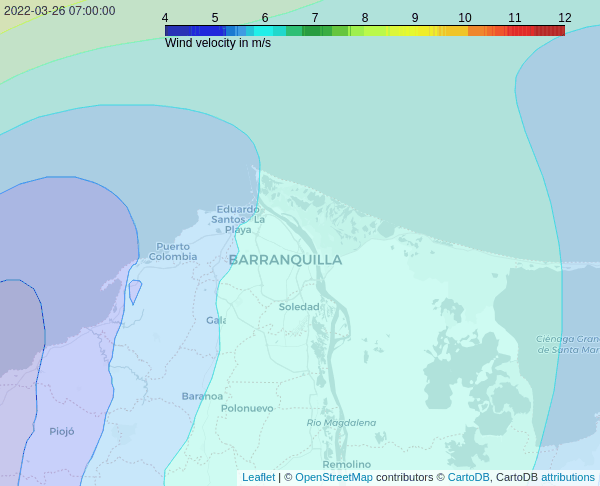 2022-03-26 07:00:00
4 5 6 7 8 9 10 11 12
Wind velocity in m/s
Eduardo
Santos La
Playa
Puerto
Colombia
BARRANQUILLA
Soledad
Gala
Ciénaga Gran
de Santa Mar
Baranoa
Polonuevo
Rio Magdalena
Piojó
Remolino
Leaflet | © OpenStreetMap contributors © CartoDB, CartoDB attributions